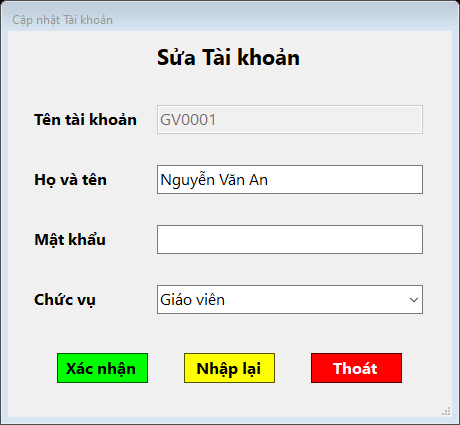 Cập nhật Tài khoản
Sửa Tài khoản
Tên tài khoản GV0001
Họ và tên Nguyễn Văn An
Mật khẩu
Chức vụ Giáo viên
Xác nhận Nhập lại Thoát